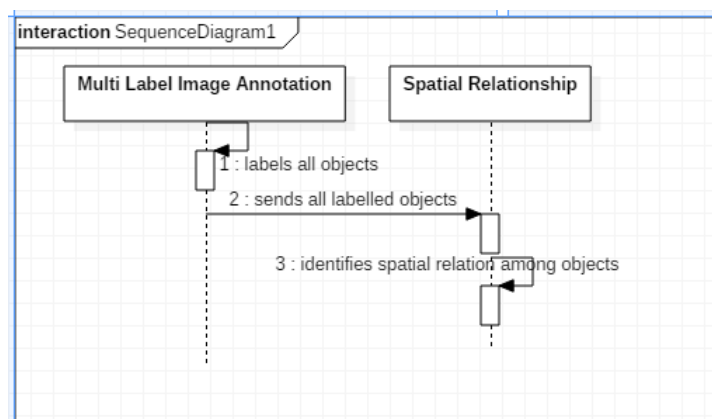 interaction SequenceDiagram1
Multi Label Image Annotation
Spatial Relationship
1 : labels all objects
2 : sends all labelled objects
3 : identifies spatial relation among objects